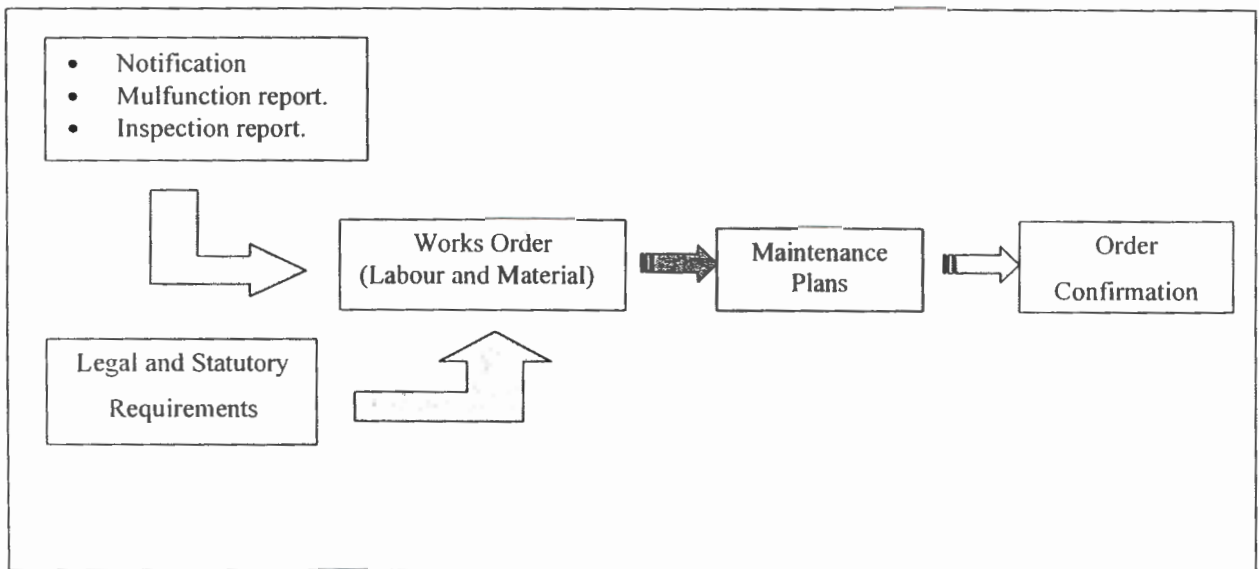 • Notification
• Mulfunction report.
• Inspection report.
Works Order
(Labour and Material)
Maintenance
Plans
Order
Confirmation
Legal and Statutory
Requirements